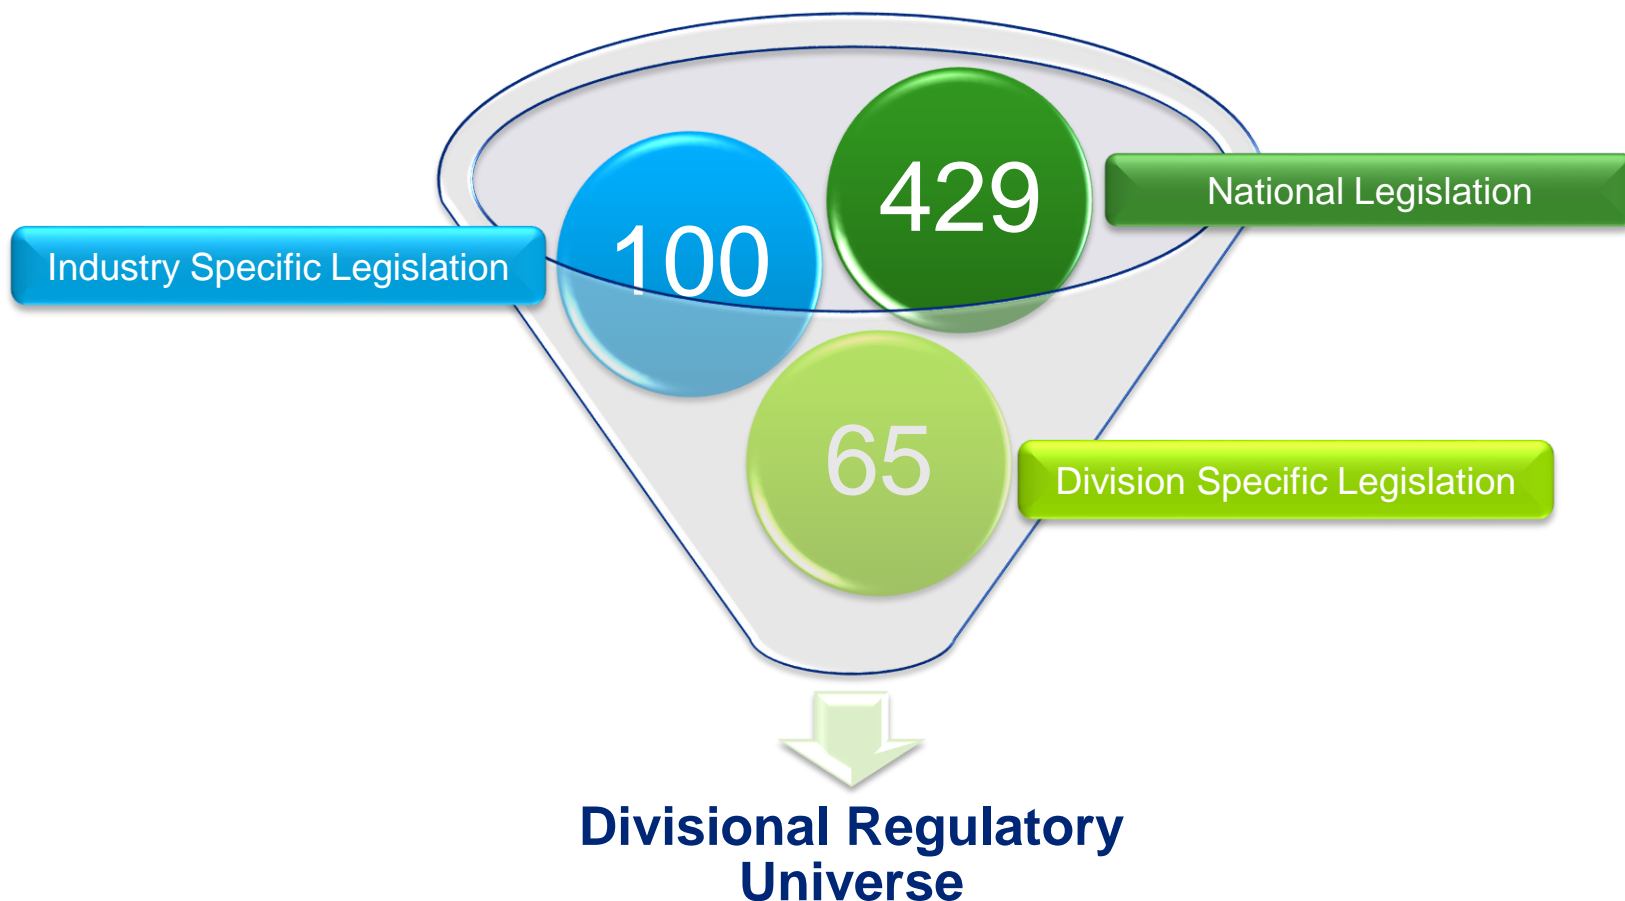 429
National Legislation
100
Industry Specific Legislation
65
Division Specific Legislation
Divisional Regulatory
Universe